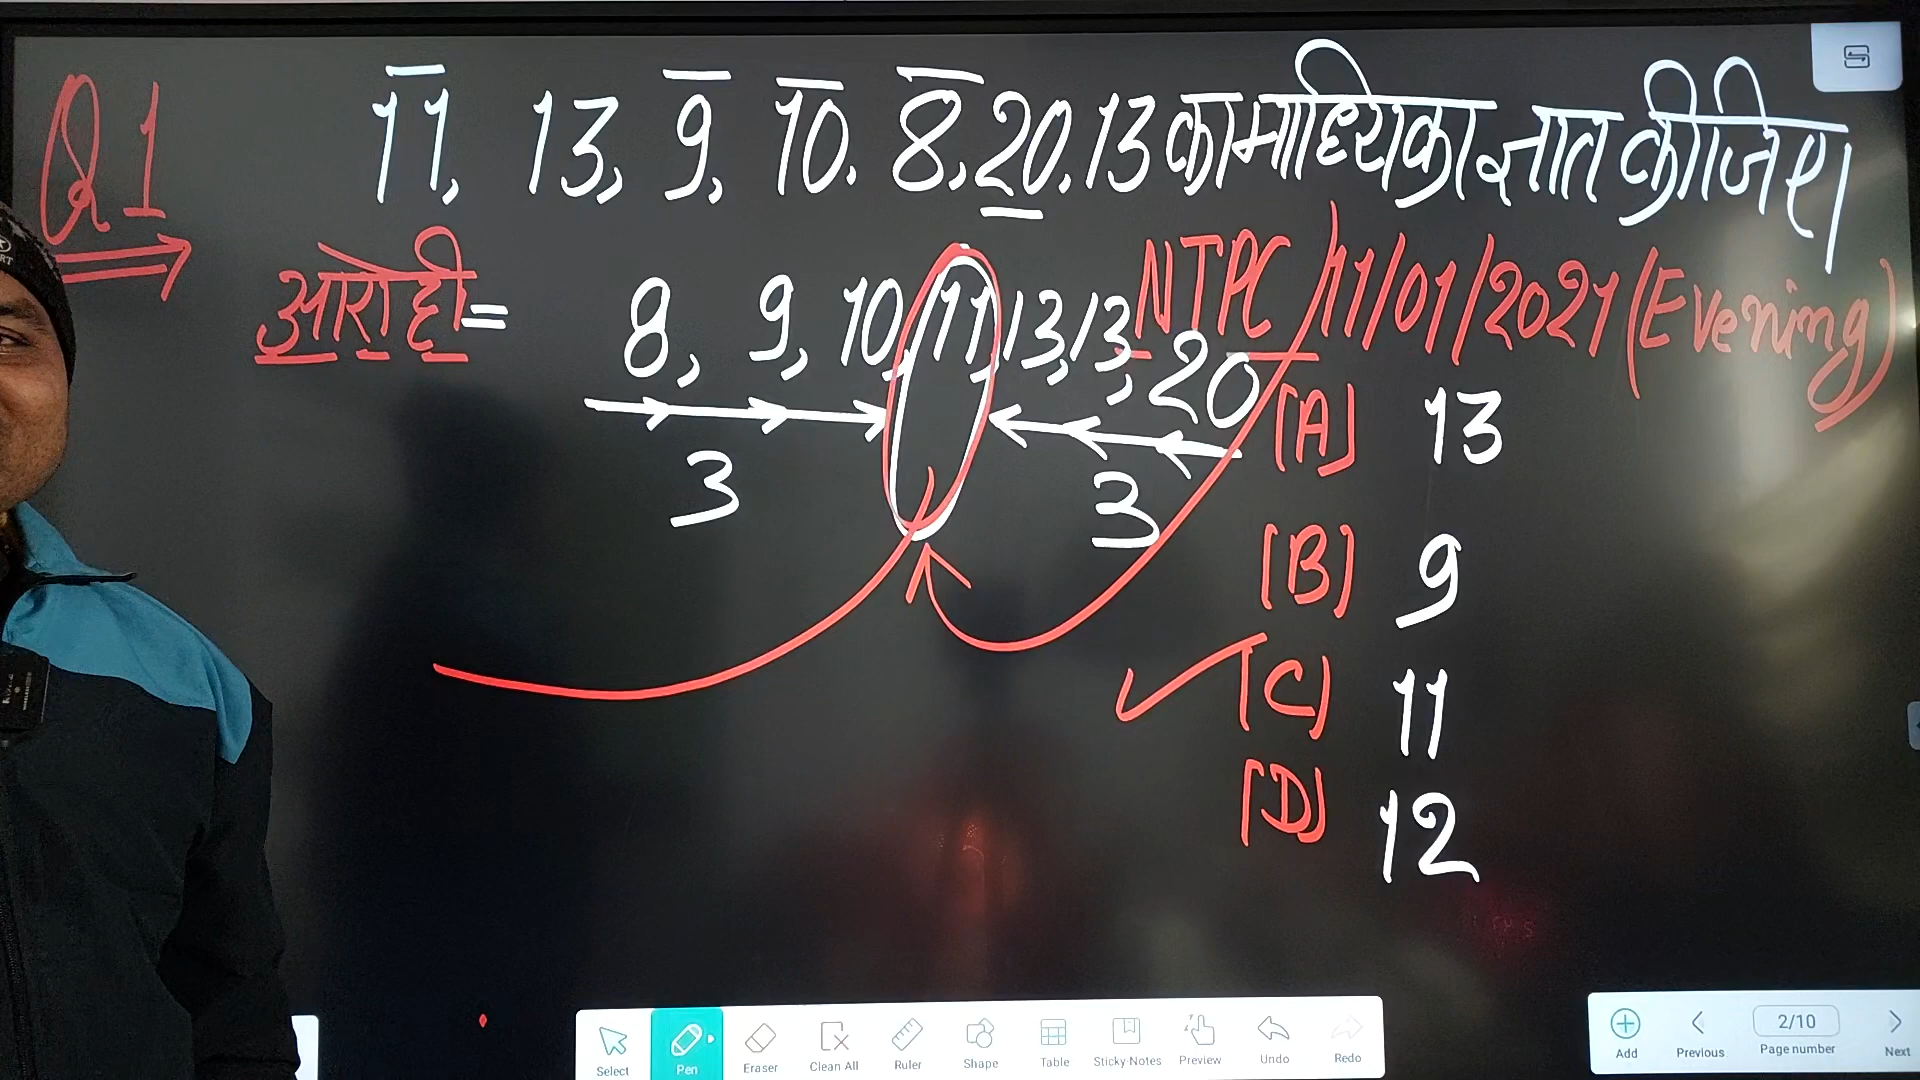 Q1 11, 13, 9, 10, 8, 20, 13 का माध्यिका ज्ञात कीजिए।
आरोही = 8, 9, 10, 11, 13, 13, 20
NTPC /11/01/2021 (Evening)
3 3
[A] 13
[B] 9
[C] 11
[D] 12
Select Pen Eraser Clean All Ruler Shape Table Sticky-Notes Preview Undo Redo
Add Previous 2/10 Page number Next